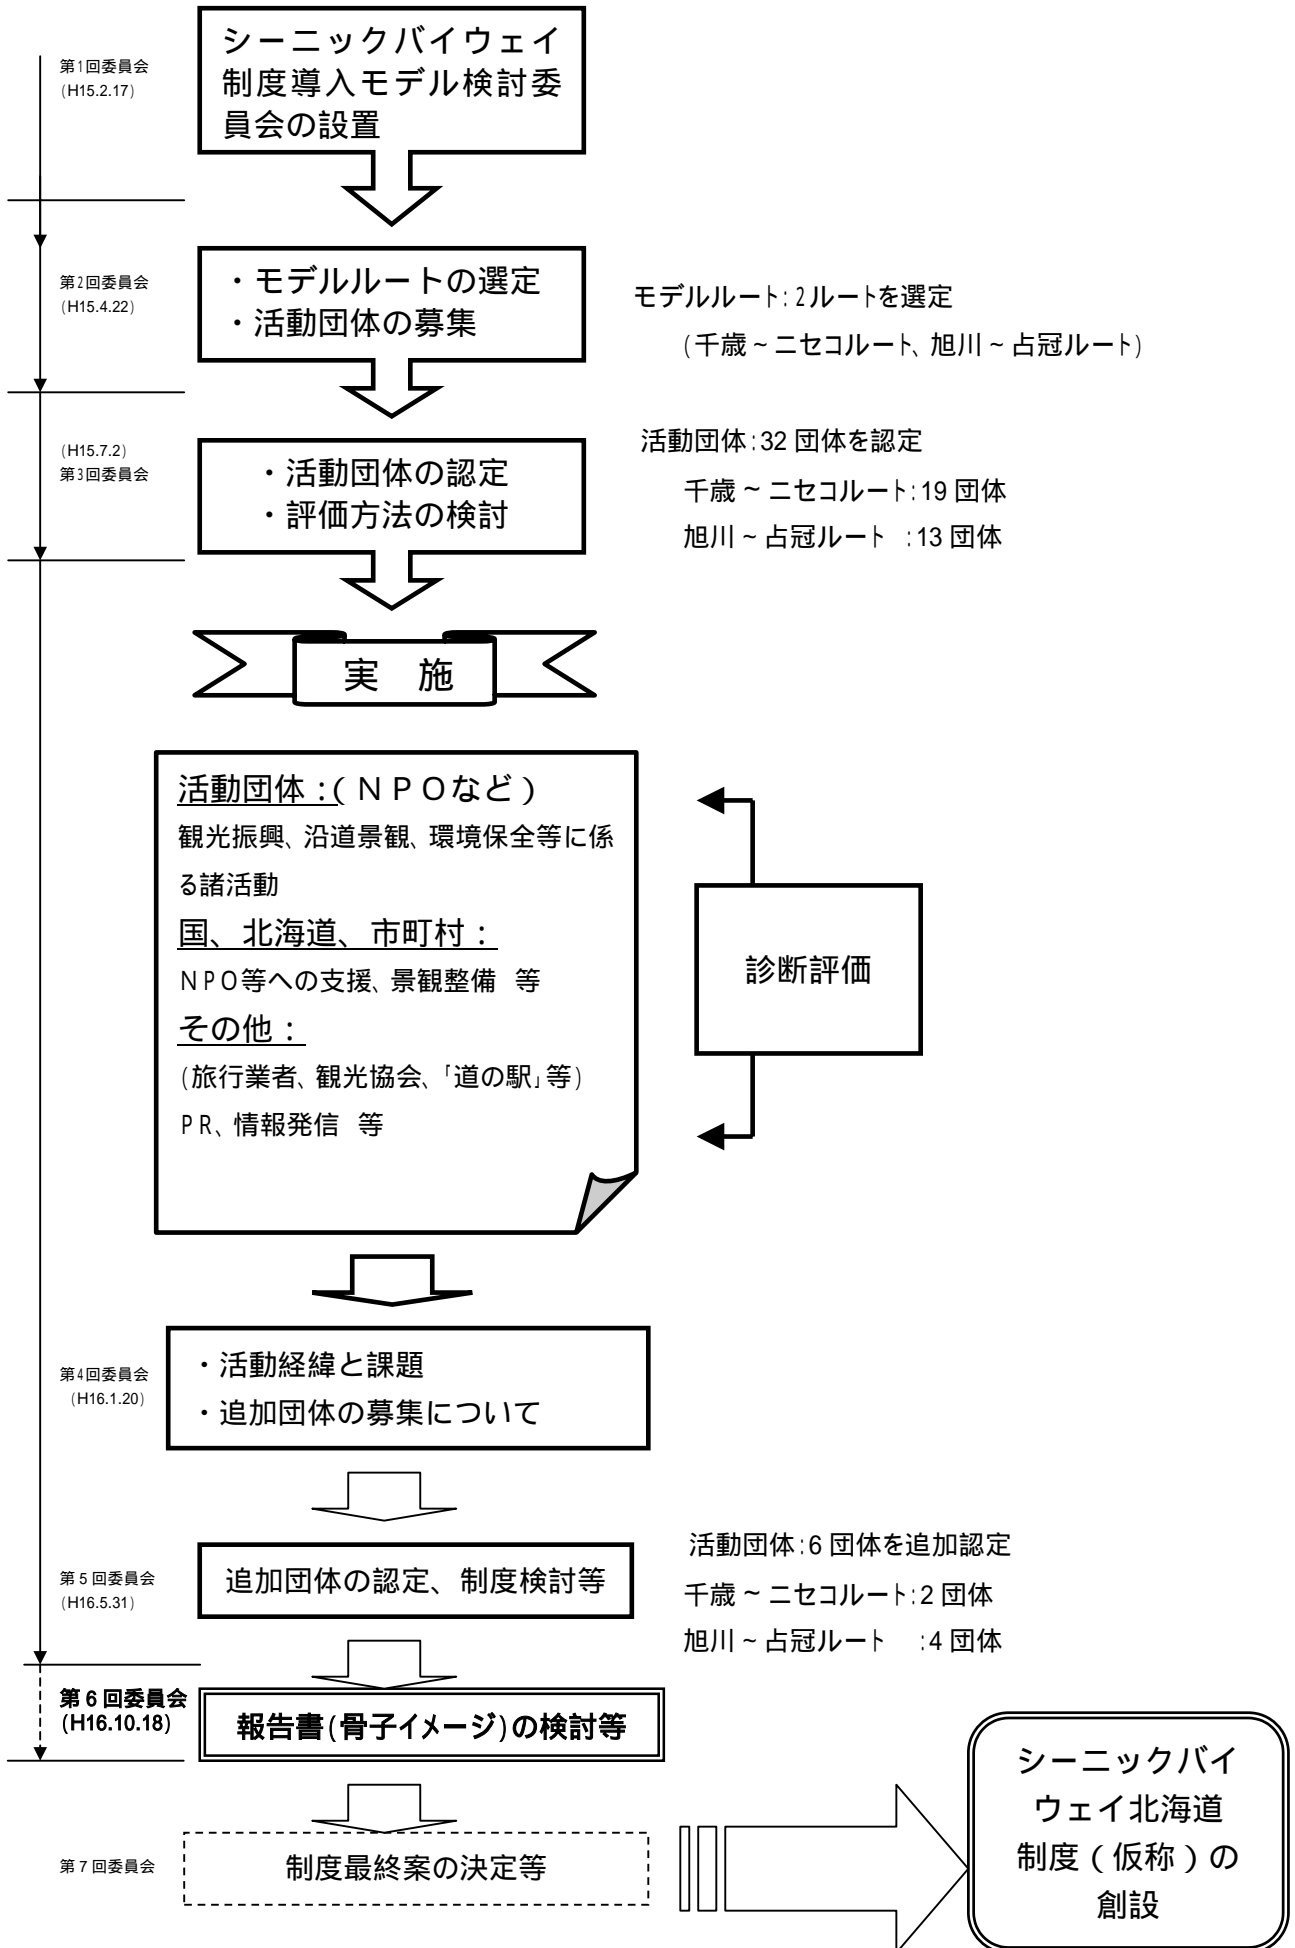 第1回委員会
(H15.2.17)
シーニックバイウェイ
制度導入モデル検討委
員会の設置
第2回委員会
(H15.4.22)
・モデルルートの選定
・活動団体の募集
モデルルート:2ルートを選定
(千歳~ニセコルート、旭川~占冠ルート)
(H15.7.2)
第3回委員会
・活動団体の認定
・評価方法の検討
活動団体:32団体を認定
千歳~ニセコルート:19団体
旭川~占冠ルート :13団体
実 施
活動団体:(NPOなど)
観光振興、沿道景観、環境保全等に係
る諸活動
国、北海道、市町村:
NPO等への支援、景観整備 等
その他:
(旅行業者、観光協会、「道の駅」等)
PR、情報発信 等
診断評価
第4回委員会
(H16.1.20)
・活動経緯と課題
・追加団体の募集について
第5回委員会
(H16.5.31)
追加団体の認定、制度検討等
活動団体:6団体を追加認定
千歳~ニセコルート:2団体
旭川~占冠ルート :4団体
第6回委員会
(H16.10.18)
報告書(骨子イメージ)の検討等
第7回委員会
制度最終案の決定等
シーニックバイ
ウェイ北海道
制度(仮称)の
創設